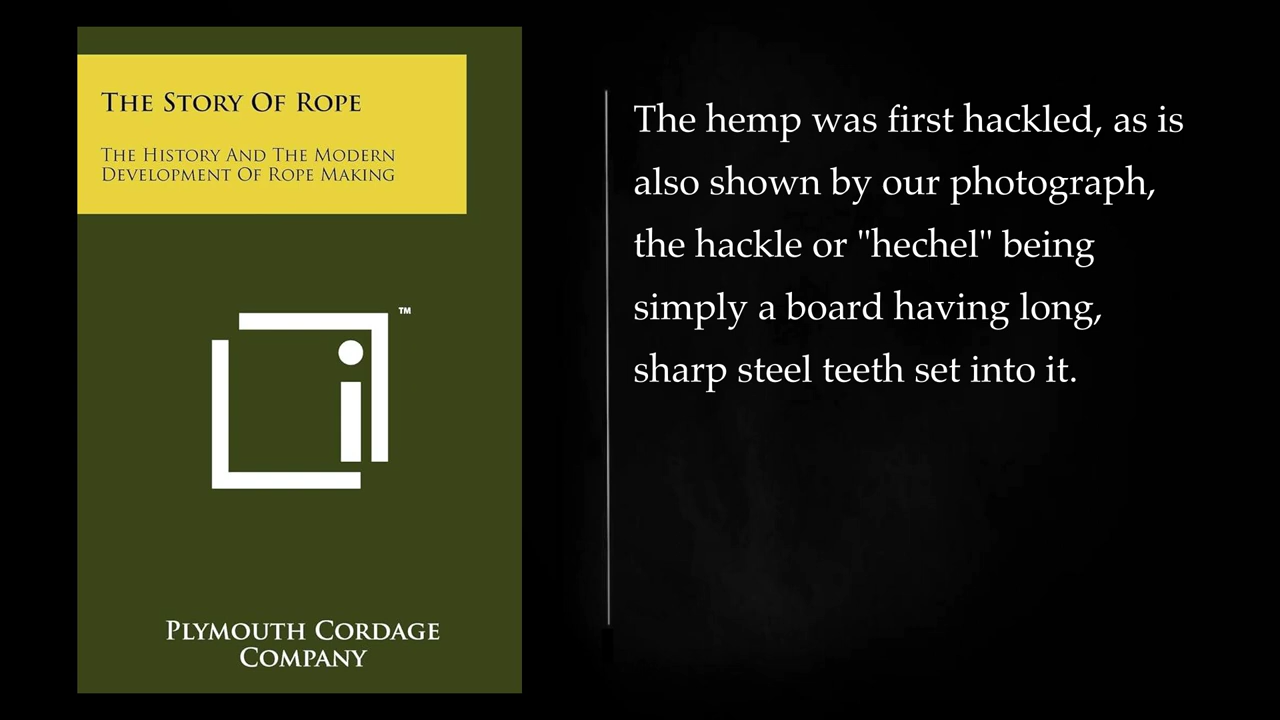 THE STORY OF ROPE
THE HISTORY AND THE MODERN
DEVELOPMENT OF ROPE MAKING
i
TM
PLYMOUTH CORDAGE
COMPANY
The hemp was first hackled, as is
also shown by our photograph,
the hackle or "hechel" being
simply a board having long,
sharp steel teeth set into it.